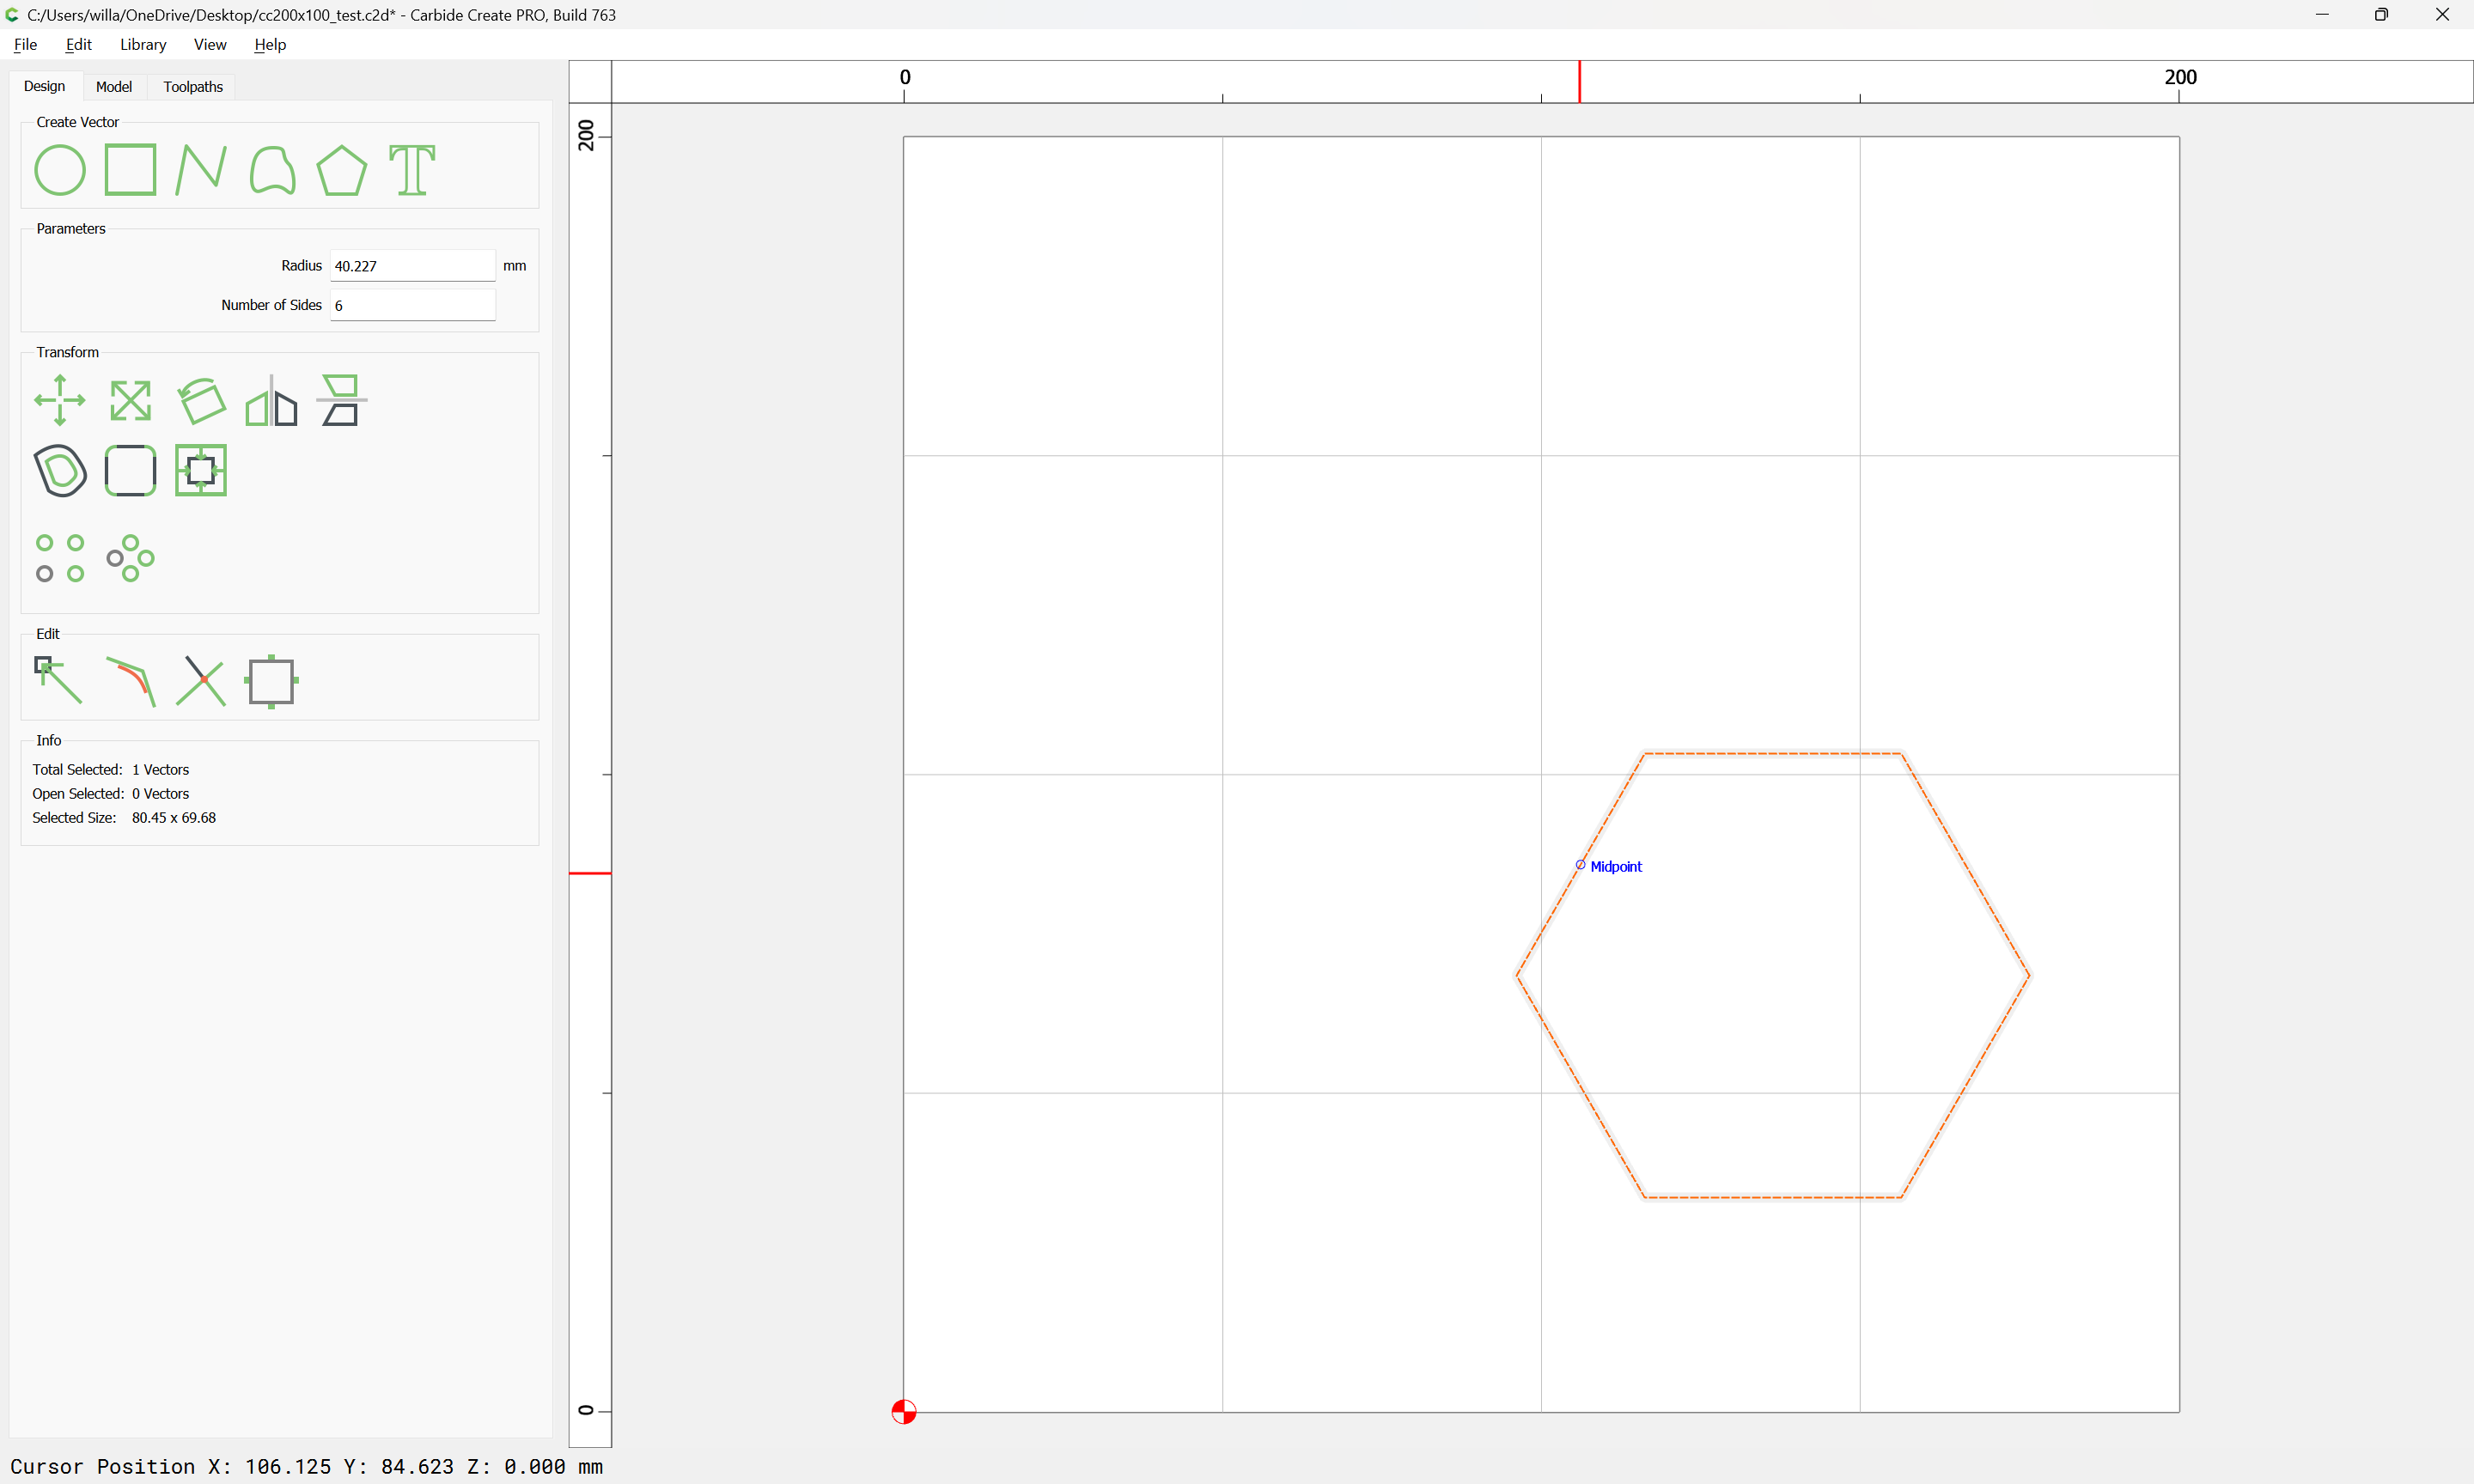 C:/Users/willa/OneDrive/Desktop/cc200x100_test.c2d* - Carbide Create PRO, Build 763
File Edit Library View Help
Design Model Toolpaths
Create Vector
Parameters
Radius 40.227 mm
Number of Sides 6
Transform
Edit
Info
Total Selected: 1 Vectors
Open Selected: 0 Vectors
Selected Size: 80.45 x 69.68
0 200
200
Midpoint
0
Cursor Position X: 106.125 Y: 84.623 Z: 0.000 mm